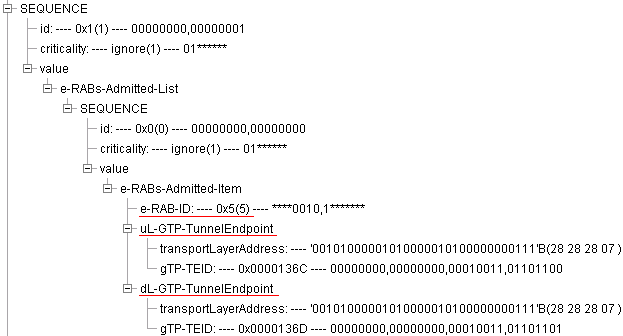 SEQUENCE
id: ---- 0x1(1) ---- 00000000,00000001
criticality: ---- ignore(1) ---- 01******
value
e-RABs-Admitted-List
SEQUENCE
id: ---- 0x0(0) ---- 00000000,00000000
criticality: ---- ignore(1) ---- 01******
value
e-RABs-Admitted-Item
e-RAB-ID: ---- 0x5(5) ---- ****0010,1*******
uL-GTP-TunnelEndpoint
transportLayerAddress: ---- '00101000001010000010100000000111'B(28 28 28 07 )
gTP-TEID: ---- 0x0000136C ---- 00000000,00000000,00010011,01101100
dL-GTP-TunnelEndpoint
transportLayerAddress: ---- '00101000001010000010100000000111'B(28 28 28 07 )
gTP-TEID: ---- 0x0000136D ---- 00000000,00000000,00010011,01101101